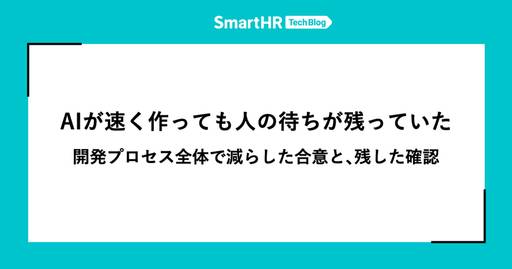 SmartHR TechBlog
AIが速く作っても人の待ちが残っていた
開発プロセス全体で減らした合意と、残した確認